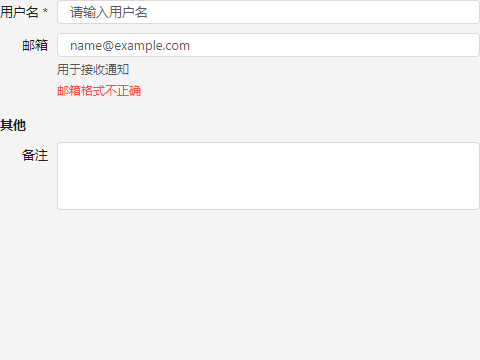 用户名 * 请输入用户名
邮箱 name@example.com
用于接收通知
邮箱格式不正确
其他
备注